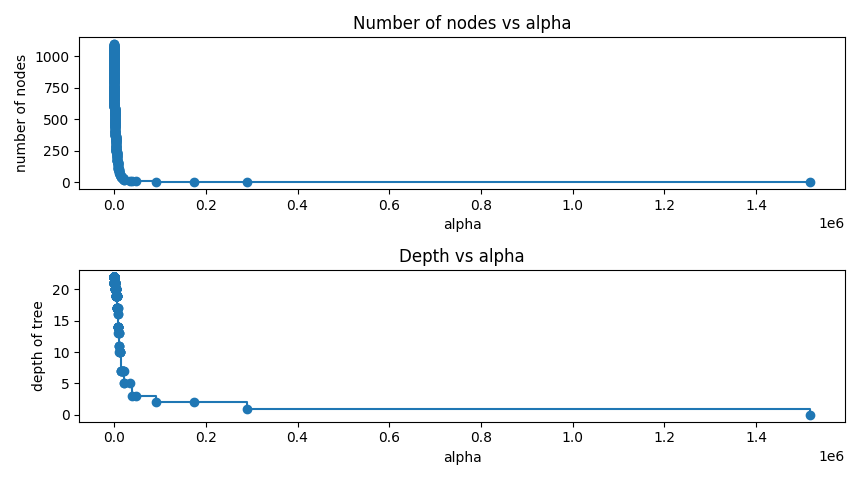 Number of nodes vs alpha
number of nodes
1000
750
500
250
0
0.0 0.2 0.4 0.6 0.8 1.0 1.2 1.4
1e6
alpha
Depth vs alpha
depth of tree
20
15
10
5
0
0.0 0.2 0.4 0.6 0.8 1.0 1.2 1.4
1e6
alpha